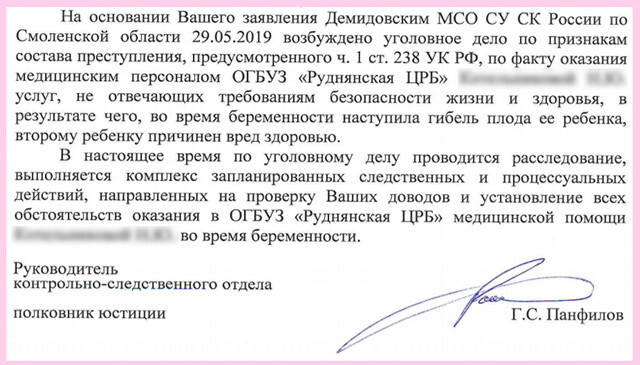 На основании Вашего заявления Демидовским МСО СУ СК России по
Смоленской области 29.05.2019 возбуждено уголовное дело по признакам
состава преступления, предусмотренного ч. 1 ст. 238 УК РФ, по факту оказания
медицинским персоналом ОГБУЗ «Руднянская ЦРБ»
услуг, не отвечающих требованиям безопасности жизни и здоровья, в
результате чего, во время беременности наступила гибель плода ее ребенка,
второму ребенку причинен вред здоровью.
В настоящее время по уголовному делу проводится расследование,
выполняется комплекс запланированных следственных и процессуальных
действий, направленных на проверку Ваших доводов и установление всех
обстоятельств оказания в ОГБУЗ «Руднянская ЦРБ» медицинской помощи
во время беременности.
Руководитель
контрольно-следственного отдела
полковник юстиции Г.С. Панфилов